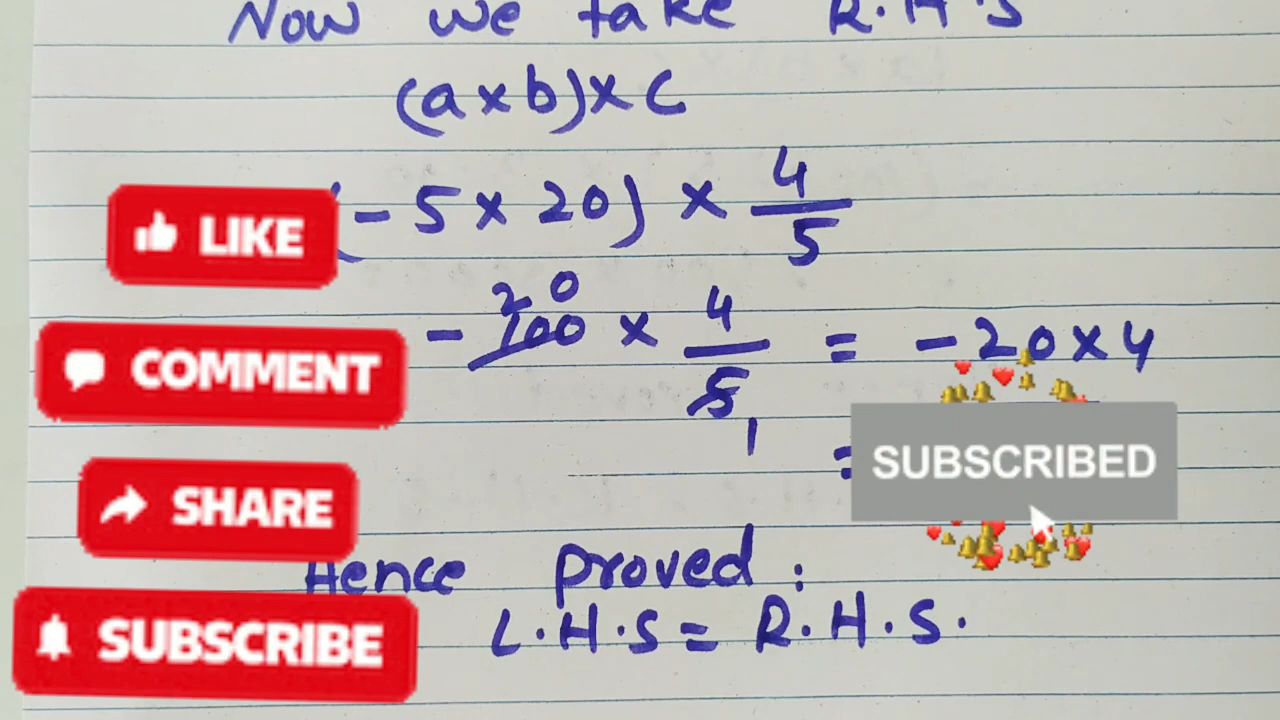 Now we take R.H.S
(a×b)×c
(-5×20) × 4/5
LIKE
20
-100 × 4/5 = -20×4
1
COMMENT
=
SUBSCRIBED
SHARE
Hence proved:
SUBSCRIBE
L.H.S = R.H.S.